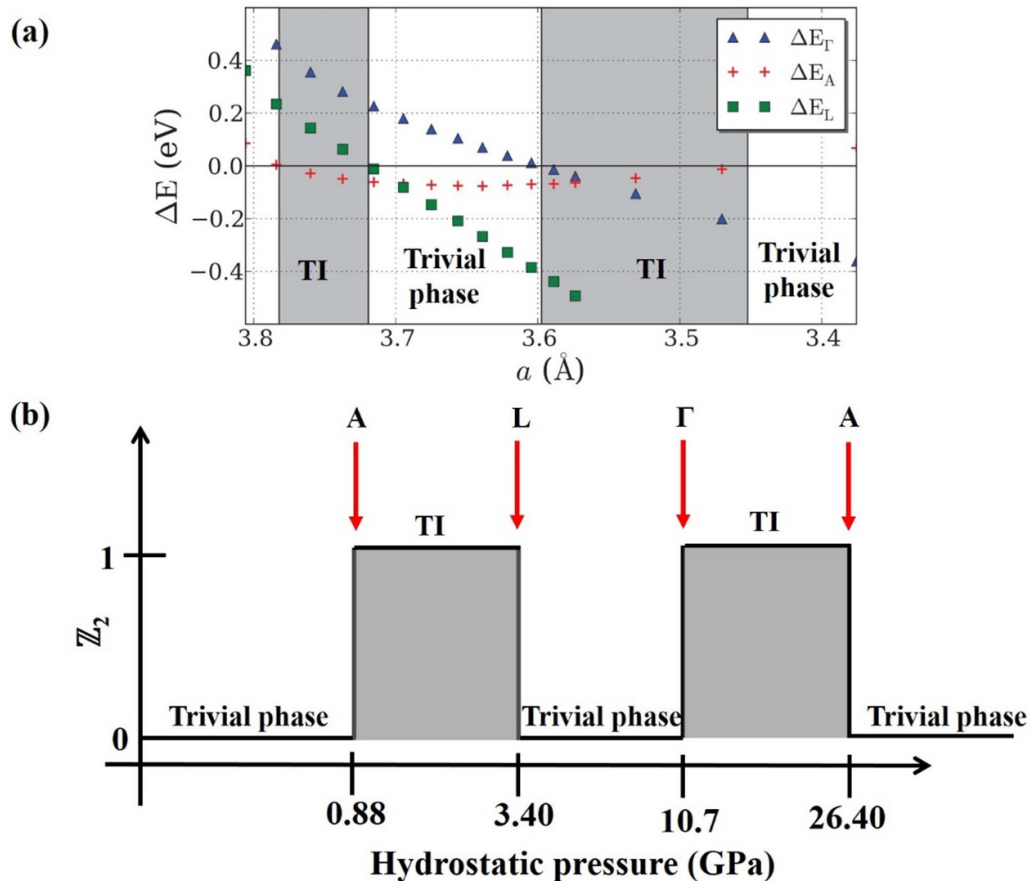 (a)
ΔE (eV)
0.4
0.2
0.0
−0.2
−0.4
ΔE_Γ
ΔE_A
ΔE_L
TI
Trivial
phase
TI
Trivial
phase
3.8
3.7
3.6
3.5
3.4
a (Å)
(b)
A
L
Γ
A
TI
TI
1
ℤ₂
Trivial phase
Trivial phase
Trivial phase
0
0.88
3.40
10.7
26.40
Hydrostatic pressure (GPa)